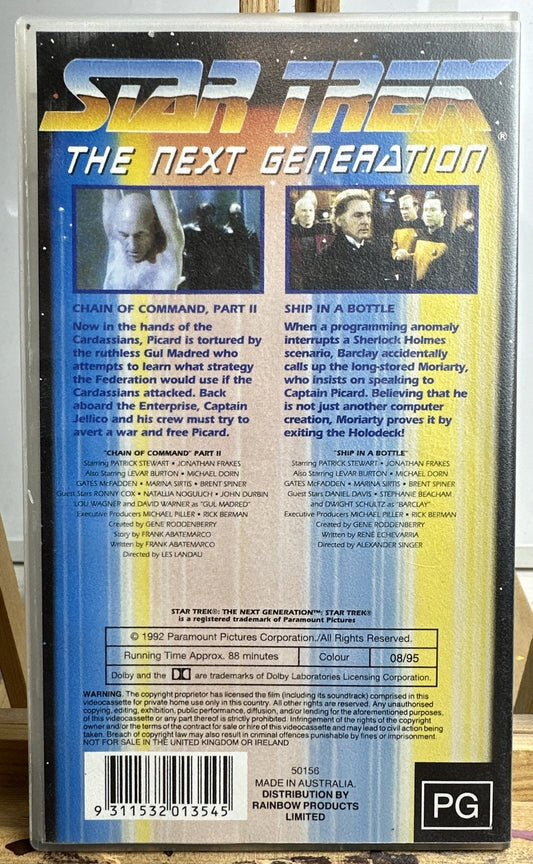 STAR TREK®
THE NEXT GENERATION
CHAIN OF COMMAND, PART II
Now in the hands of the
Cardassians, Picard is tortured by
the ruthless Gul Madred who
attempts to learn what strategy
the Federation would use if the
Cardassians attacked. Back
aboard the Enterprise, Captain
Jellico and his crew must try to
avert a war and free Picard.
"CHAIN OF COMMAND" PART II
Starring PATRICK STEWART • JONATHAN FRAKES
Also Starring LEVAR BURTON • MICHAEL DORN
GATES McFADDEN • MARINA SIRTIS • BRENT SPINER
Guest Stars RONNY COX • NATALIJA NOGULICH • JOHN DURBIN
LOU WAGNER and DAVID WARNER as "GUL MADRED"
Executive Producers MICHAEL PILLER • RICK BERMAN
Created by GENE RODDENBERRY
Story by FRANK ABATEMARCO
Written by FRANK ABATEMARCO
Directed by LES LANDAU
SHIP IN A BOTTLE
When a programming anomaly
interrupts a Sherlock Holmes
scenario, Barclay accidentally
calls up the long-stored Moriarty,
who insists on speaking to
Captain Picard. Believing that he
is not just another computer
creation, Moriarty proves it by
exiting the Holodeck!
"SHIP IN A BOTTLE"
Starring PATRICK STEWART • JONATHAN FRAKES
Also Starring LEVAR BURTON • MICHAEL DORN
GATES McFADDEN • MARINA SIRTIS • BRENT SPINER
Guest Stars DANIEL DAVIS • STEPHANIE BEACHAM
and DWIGHT SCHULTZ as "BARCLAY"
Executive Producers MICHAEL PILLER • RICK BERMAN
Created by GENE RODDENBERRY
Written by RENÉ ECHEVARRIA
Directed by ALEXANDER SINGER
STAR TREK®: THE NEXT GENERATION™: STAR TREK®
is a registered trademark of Paramount Pictures
© 1992 Paramount Pictures Corporation./All Rights Reserved.
Running Time Approx. 88 minutes Colour 08/95
Dolby and the are trademarks of Dolby Laboratories Licensing Corporation.
WARNING. The copyright proprietor has licensed the film (including its soundtrack) comprised in this
videocassette for private home use only in this country. All other rights are reserved. Any unauthorised
copying, editing, exhibition, public performance, diffusion, and/or lending for the aforementioned purposes,
of this videocassette or any part thereof is strictly prohibited. Infringement of the rights of the copyright
owner and/or the terms of the contract for sale or hire of this videocassette and may lead to civil action being
taken. Breach of copyright law may also result in criminal offences punishable by fines or imprisonment.
NOT FOR SALE IN THE UNITED KINGDOM OR IRELAND
9 311532 013545
50156
MADE IN AUSTRALIA.
DISTRIBUTION BY
RAINBOW PRODUCTS
LIMITED
PG